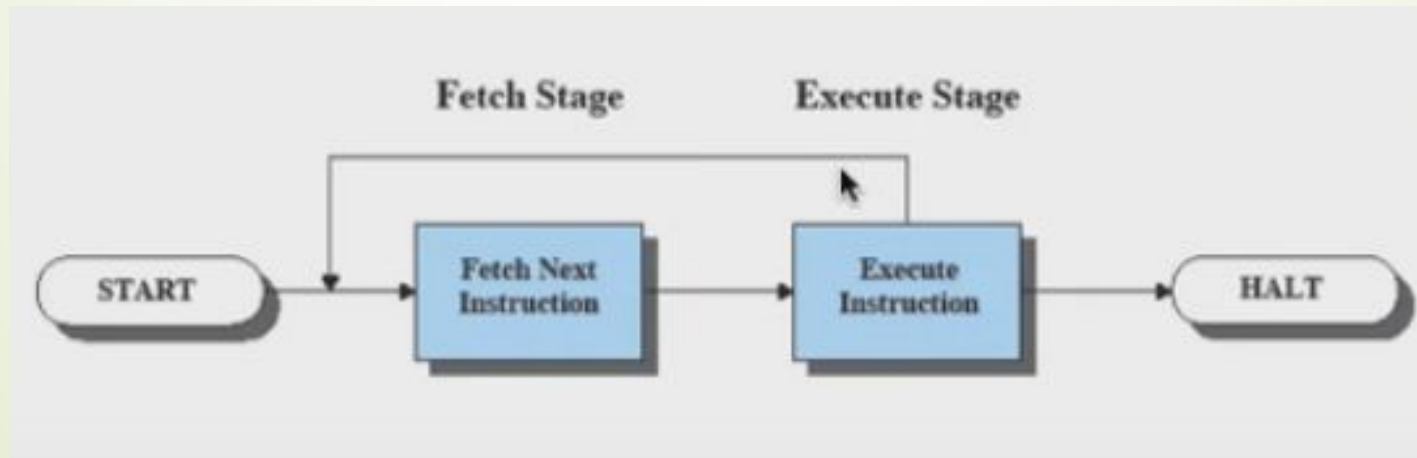 Fetch Stage
Execute Stage
START
Fetch Next
Instruction
Execute
Instruction
HALT